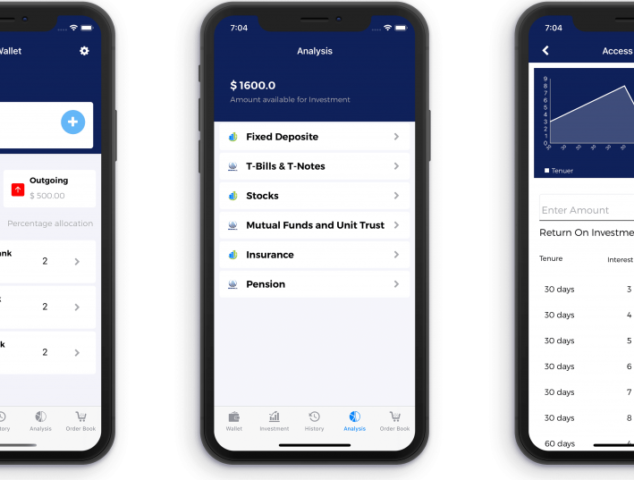 Wallet
Outgoing
$ 500.00
Percentage allocation
2
2
2
Analysis
Order Book
7:04
Analysis
$ 1600.0
Amount available for Investment
Fixed Deposite
T-Bills & T-Notes
Stocks
Mutual Funds and Unit Trust
Insurance
Pension
Wallet
Investment
History
Analysis
Order Book
7:04
Access
9
8
7
6
5
4
3
2
1
0
Tenuer
Enter Amount
Return On Investme
Tenure Interest
30 days 3
30 days 4
30 days 5
30 days 6
30 days 7
30 days 8
60 days 4